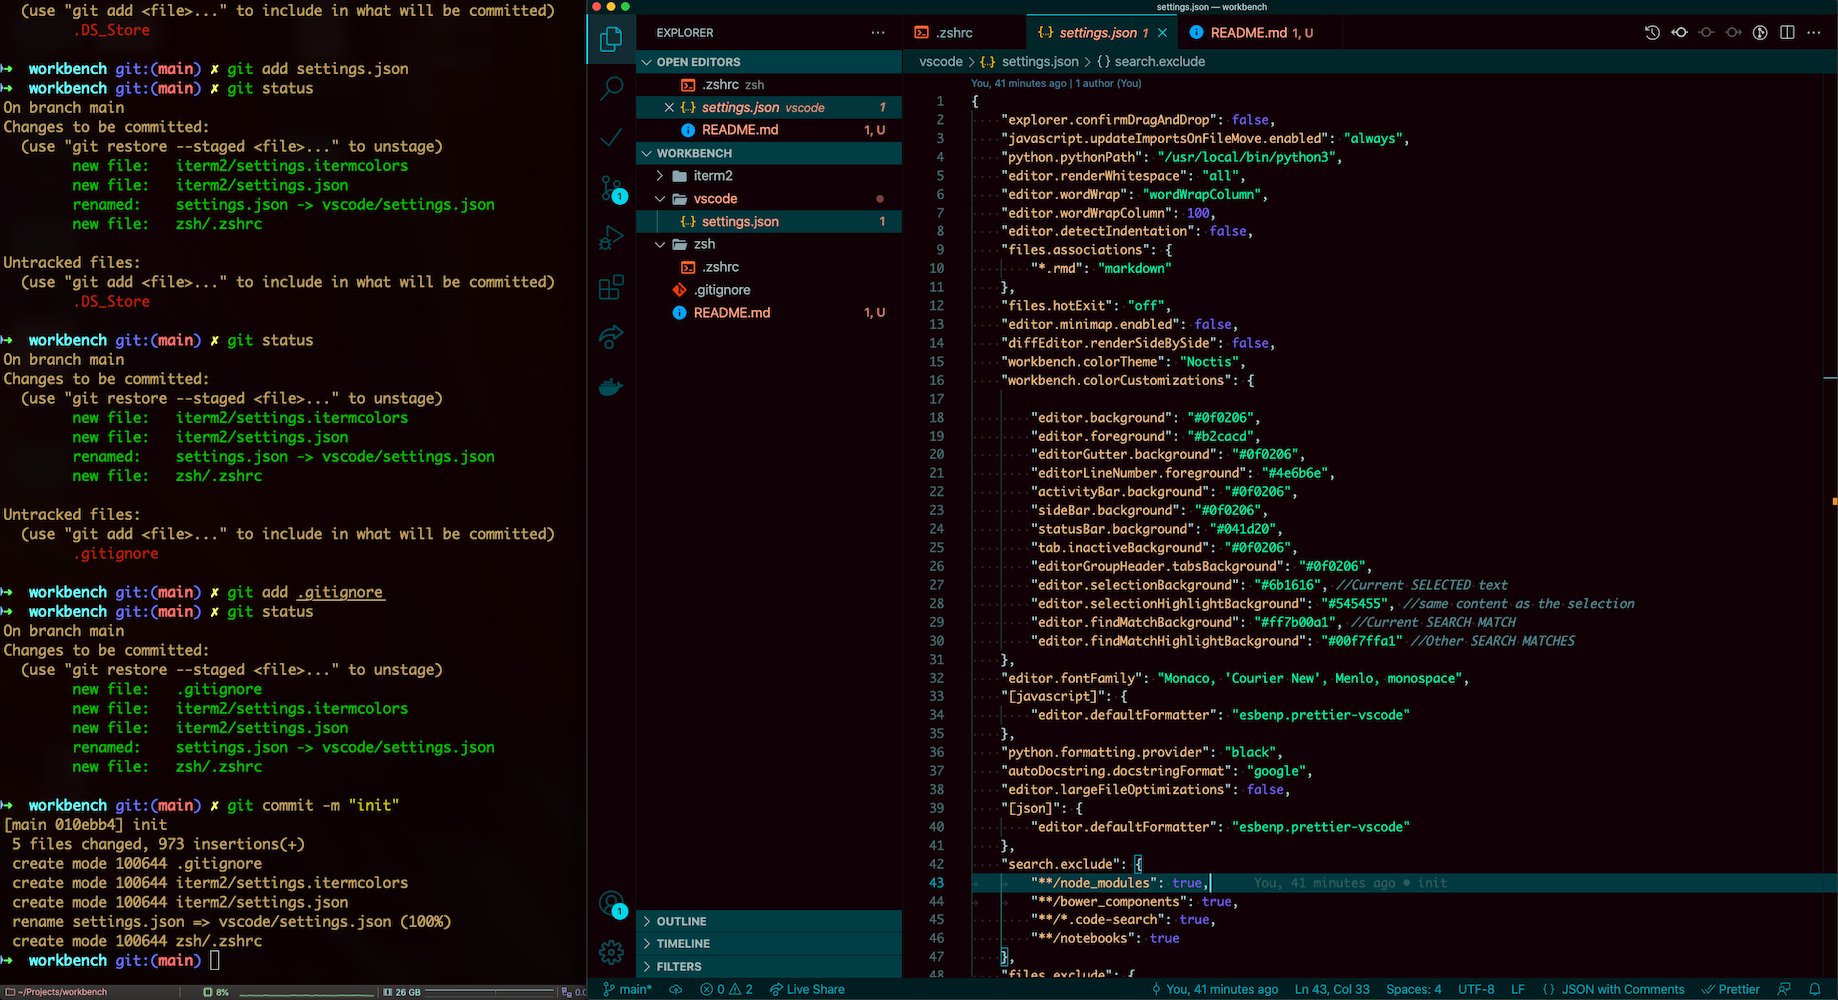 (use "git add <file>..." to include in what will be committed)
.DS_Store
→ workbench git:(main) ✗ git add settings.json
→ workbench git:(main) ✗ git status
On branch main
Changes to be committed:
(use "git restore --staged <file>..." to unstage)
new file: iterm2/settings.itermcolors
new file: iterm2/settings.json
renamed: settings.json -> vscode/settings.json
new file: zsh/.zshrc
Untracked files:
(use "git add <file>..." to include in what will be committed)
.DS_Store
→ workbench git:(main) ✗ git status
On branch main
Changes to be committed:
(use "git restore --staged <file>..." to unstage)
new file: iterm2/settings.itermcolors
new file: iterm2/settings.json
renamed: settings.json -> vscode/settings.json
new file: zsh/.zshrc
Untracked files:
(use "git add <file>..." to include in what will be committed)
.gitignore
→ workbench git:(main) ✗ git add .gitignore
→ workbench git:(main) ✗ git status
On branch main
Changes to be committed:
(use "git restore --staged <file>..." to unstage)
new file: .gitignore
new file: iterm2/settings.itermcolors
new file: iterm2/settings.json
renamed: settings.json -> vscode/settings.json
new file: zsh/.zshrc
→ workbench git:(main) ✗ git commit -m "init"
[main 010ebb4] init
5 files changed, 973 insertions(+)
create mode 100644 .gitignore
create mode 100644 iterm2/settings.itermcolors
create mode 100644 iterm2/settings.json
rename settings.json => vscode/settings.json (100%)
create mode 100644 zsh/.zshrc
→ workbench git:(main)
~/Projects/workbench 8% 26 GB
settings.json — workbench
EXPLORER
OPEN EDITORS
.zshrc zsh
settings.json vscode 1
README.md 1, U
WORKBENCH
iterm2
vscode
settings.json 1
zsh
.zshrc
.gitignore
README.md 1, U
1
1
OUTLINE
TIMELINE
FILTERS
.zshrc settings.json 1 README.md 1, U
vscode > settings.json > {} search.exclude
You, 41 minutes ago | 1 author (You)
1 {
2 "explorer.confirmDragAndDrop": false,
3 "javascript.updateImportsOnFileMove.enabled": "always",
4 "python.pythonPath": "/usr/local/bin/python3",
5 "editor.renderWhitespace": "all",
6 "editor.wordWrap": "wordWrapColumn",
7 "editor.wordWrapColumn": 100,
8 "editor.detectIndentation": false,
9 "files.associations": {
10 "*.rmd": "markdown"
11 },
12 "files.hotExit": "off",
13 "editor.minimap.enabled": false,
14 "diffEditor.renderSideBySide": false,
15 "workbench.colorTheme": "Noctis",
16 "workbench.colorCustomizations": {
17
18 "editor.background": "#0f0206",
19 "editor.foreground": "#b2cacd",
20 "editorGutter.background": "#0f0206",
21 "editorLineNumber.foreground": "#4e6b6e",
22 "activityBar.background": "#0f0206",
23 "sideBar.background": "#0f0206",
24 "statusBar.background": "#041d20",
25 "tab.inactiveBackground": "#0f0206",
26 "editorGroupHeader.tabsBackground": "#0f0206",
27 "editor.selectionBackground": "#6b1616", //Current SELECTED text
28 "editor.selectionHighlightBackground": "#545455", //same content as the selection
29 "editor.findMatchBackground": "#ff7b00a1", //Current SEARCH MATCH
30 "editor.findMatchHighlightBackground": "#00f7ffa1" //Other SEARCH MATCHES
31 },
32 "editor.fontFamily": "Monaco, 'Courier New', Menlo, monospace",
33 "[javascript]": {
34 "editor.defaultFormatter": "esbenp.prettier-vscode"
35 },
36 "python.formatting.provider": "black",
37 "autoDocstring.docstringFormat": "google",
38 "editor.largeFileOptimizations": false,
39 "[json]": {
40 "editor.defaultFormatter": "esbenp.prettier-vscode"
41 },
42 "search.exclude": {
43 "**/node_modules": true, You, 41 minutes ago • init
44 "**/bower_components": true,
45 "**/*.code-search": true,
46 "**/notebooks": true
47 },
48 "files.exclude": {
main* 0 2 Live Share You, 41 minutes ago Ln 43, Col 33 Spaces: 4 UTF-8 LF {} JSON with Comments Prettier